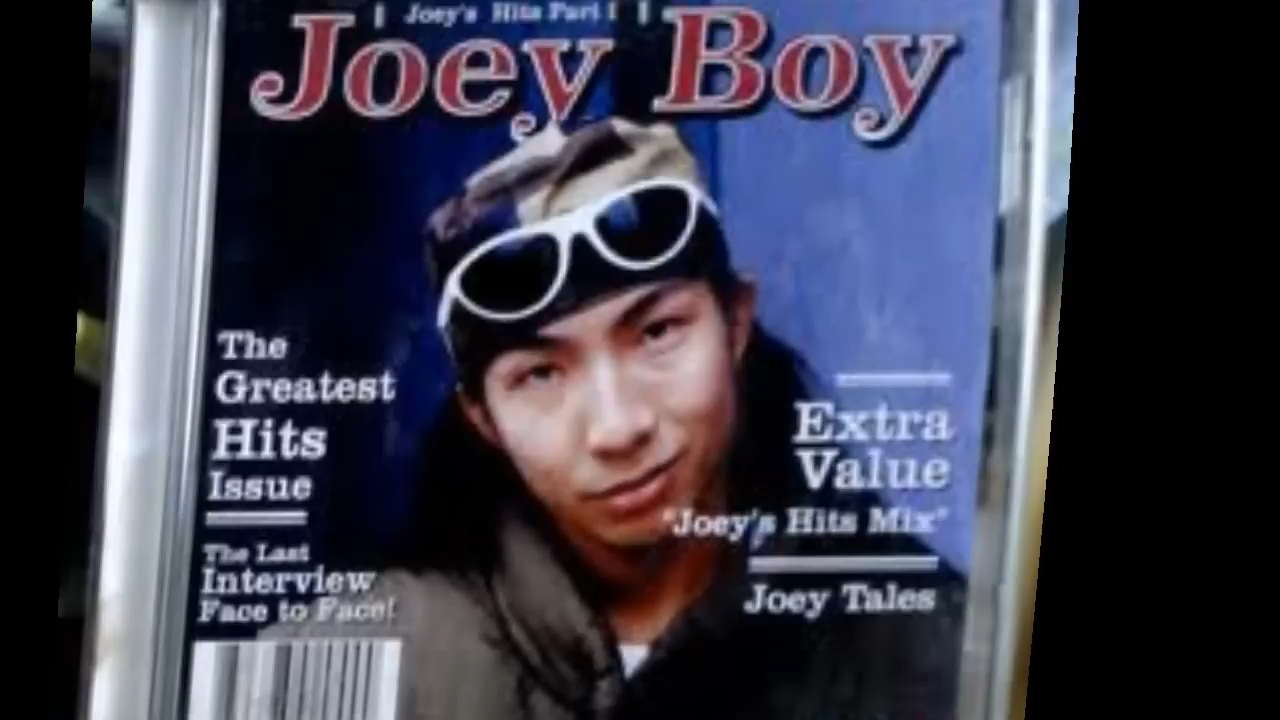 Joey's Hits Part 1
Joey Boy
The
Greatest
Hits
Issue
The Last
Interview
Face to Face!
Extra
Value
"Joey's Hits Mix"
Joey Tales